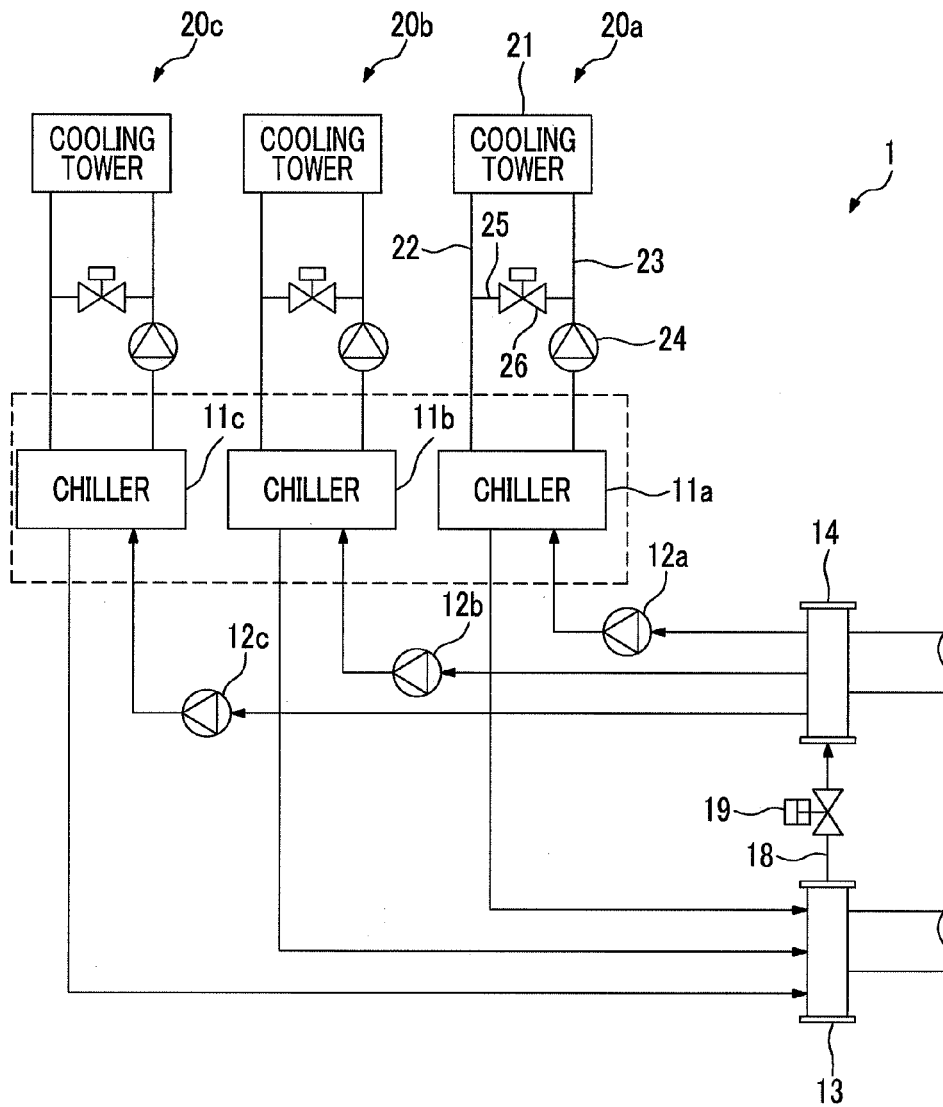 20c
20b
20a
21
COOLING
TOWER
COOLING
TOWER
COOLING
TOWER
1
22
25
23
26
24
11c
11b
CHILLER
CHILLER
CHILLER
11a
12a
14
12b
12c
19
18
13